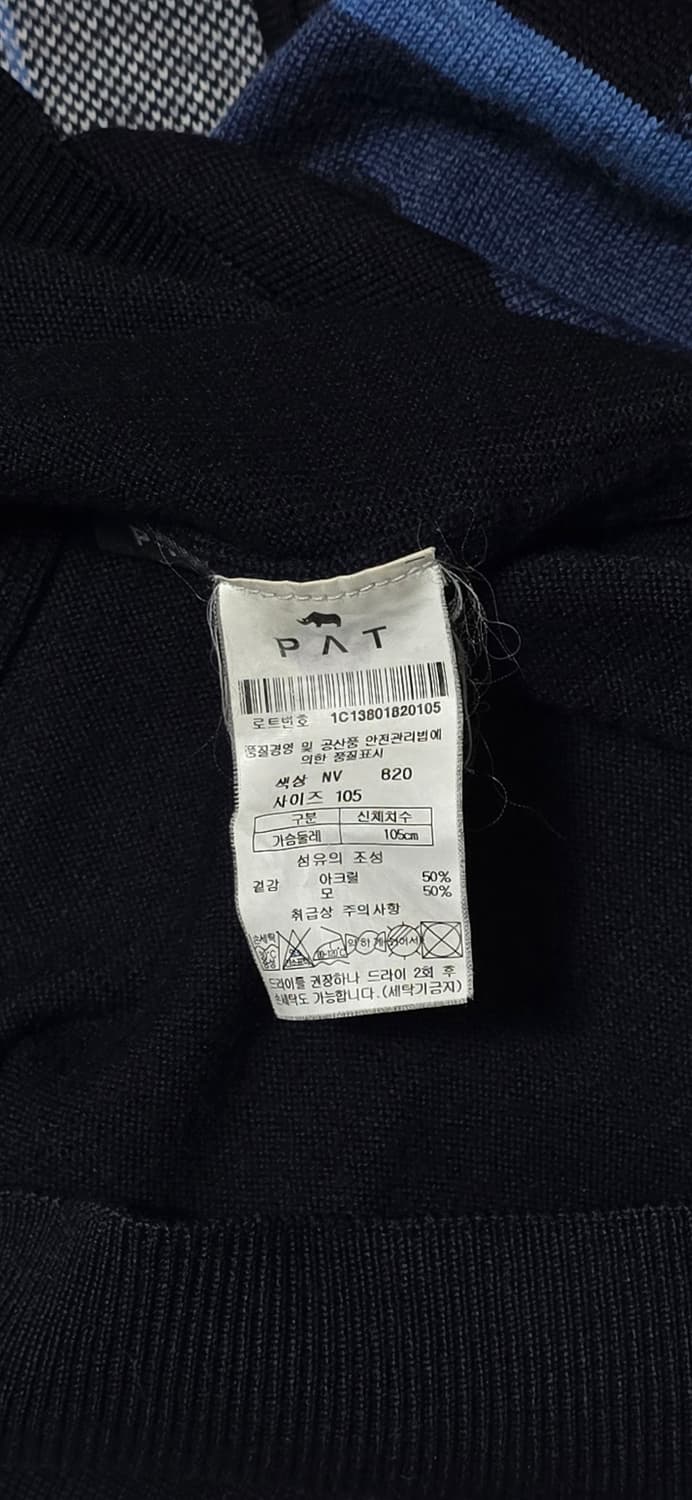 PAT
로트번호 1C13801820105
품질경영 및 공산품 안전관리법에
의한 품질표시
색상 NV 820
사이즈 105
구분 신체치수
가슴둘레 105cm
섬유의 조성
겉감 아크릴 50%
모 50%
취급상 주의사항
손세탁
드라이를 권장하나 드라이 2회 후
손세탁도 가능합니다.(세탁기금지)